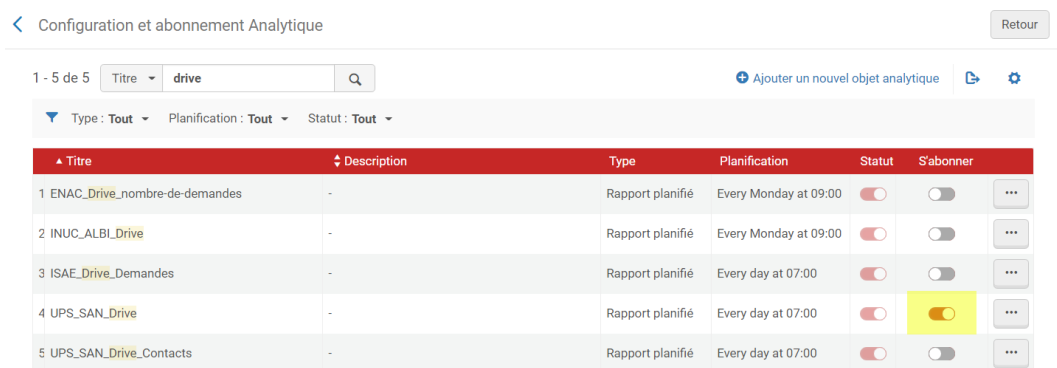 Configuration et abonnement Analytique Retour
1 - 5 de 5 Titre drive Ajouter un nouvel objet analytique
Type : Tout Planification : Tout Statut : Tout
Titre Description Type Planification Statut S'abonner
1 ENAC_Drive_nombre-de-demandes - Rapport planifié Every Monday at 09:00
2 INUC_ALBI_Drive - Rapport planifié Every Monday at 09:00
3 ISAE_Drive_Demandes - Rapport planifié Every day at 07:00
4 UPS_SAN_Drive - Rapport planifié Every day at 07:00
5 UPS_SAN_Drive_Contacts - Rapport planifié Every day at 07:00